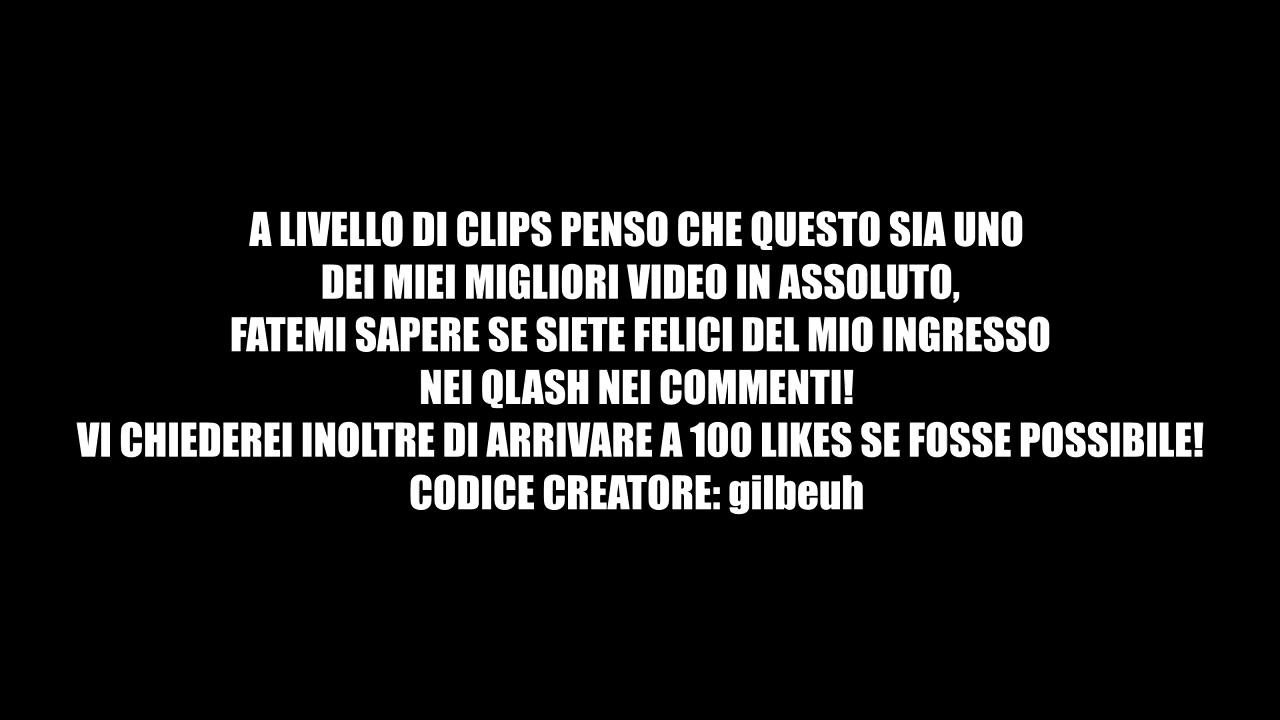 A LIVELLO DI CLIPS PENSO CHE QUESTO SIA UNO
DEI MIEI MIGLIORI VIDEO IN ASSOLUTO,
FATEMI SAPERE SE SIETE FELICI DEL MIO INGRESSO
NEI QLASH NEI COMMENTI!
VI CHIEDEREI INOLTRE DI ARRIVARE A 100 LIKES SE FOSSE POSSIBILE!
CODICE CREATORE: gilbeuh